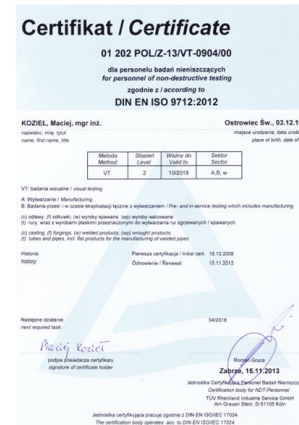 Certifikat / Certificate
01 202 POL/Z-13/VT-0904/00
dla personelu badań nieniszczących
for personnel of non-destructive testing
zgodnie z / according to
DIN EN ISO 9712:2012
KOZIEŁ, Maciej, mgr inż. Ostrowiec Św., 03.12.1
nazwisko, imię, tytuł miejsce urodzenia, data urodz
name, first name, title place of birth, date of
Metoda Stopień Ważny do Sektor
Method Level Valid to Sector
VT 2 10/2018 A,B, w
VT: badania wizualne / visual testing
A: Wytwarzanie / Manufacturing
B: Badania przed- i w czasie eksploatacji łącznie z wytwarzaniem / Pre- and in-service testing which includes manufacturing
(c) odlewy, (f) odkuwki, (w) wyroby spawane, (wp) wyroby walcowane
(t) rury, wraz z wyrobami płaskimi przeznaczonymi do wytwarzania rur zgrzewanych / spawanych
(c) casting, (f) forgings, (w) welded products, (wp) wrought products
(t) tubes and pipes, incl. flat products for the manufacturing of welded pipes
Historia: Pierwsza certyfikacja / Initial cert. 18.10.2008
history: Odnowienie / Renewal: 15.11.2013
Następne działanie: 04/2018
next required task:
Maciej Kozieł
podpis posiadacza certyfikatu Roman Gruca
signature of certificate holder
Zabrze, 15.11.2013
Jednostka Certyfikująca Personel Badań Nieniszcz
Certification Body for NDT-Personnel
TÜV Rheinland Industrie Service GmbH
Am Grauen Stein, D-51105 Köln
Jednostka certyfikująca pracuje zgodnie z DIN EN ISO/IEC 17024.
The certification body operates acc. to DIN EN ISO/IEC 17024.